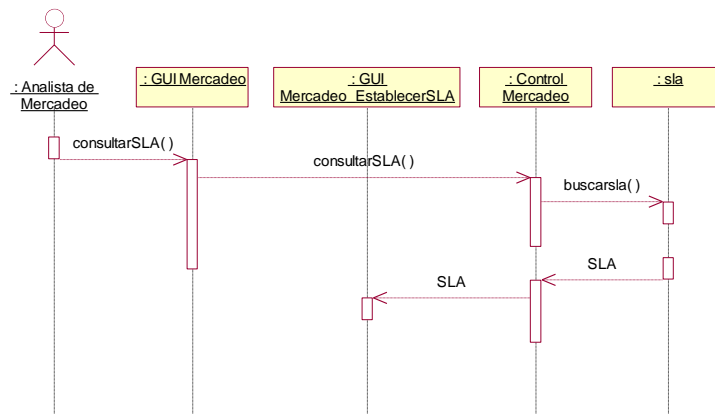 : Analista de
Mercadeo
: GUI Mercadeo
: GUI
Mercadeo_EstablecerSLA
: Control
Mercadeo
: sla
consultarSLA( )
consultarSLA( )
buscarsla( )
SLA
SLA